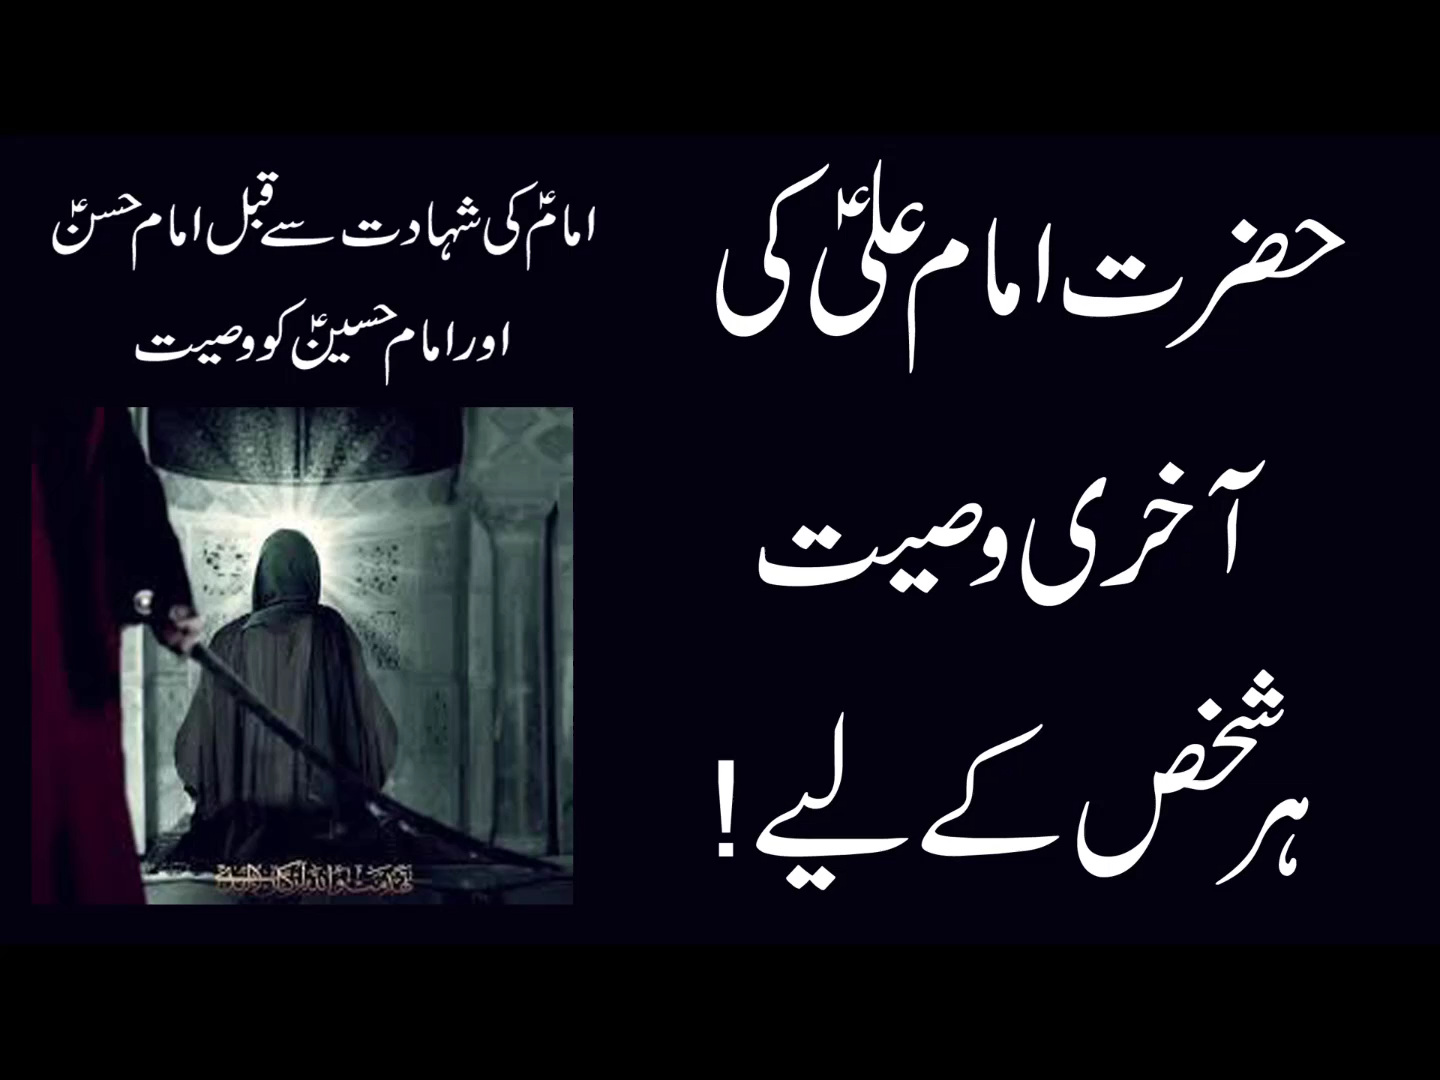 حضرت امام علیؑ کی
آخری وصیت
ہر شخص کے لیے !
امامؑ کی شہادت سے قبل امام حسنؑ
اور امام حسینؑ کو وصیت